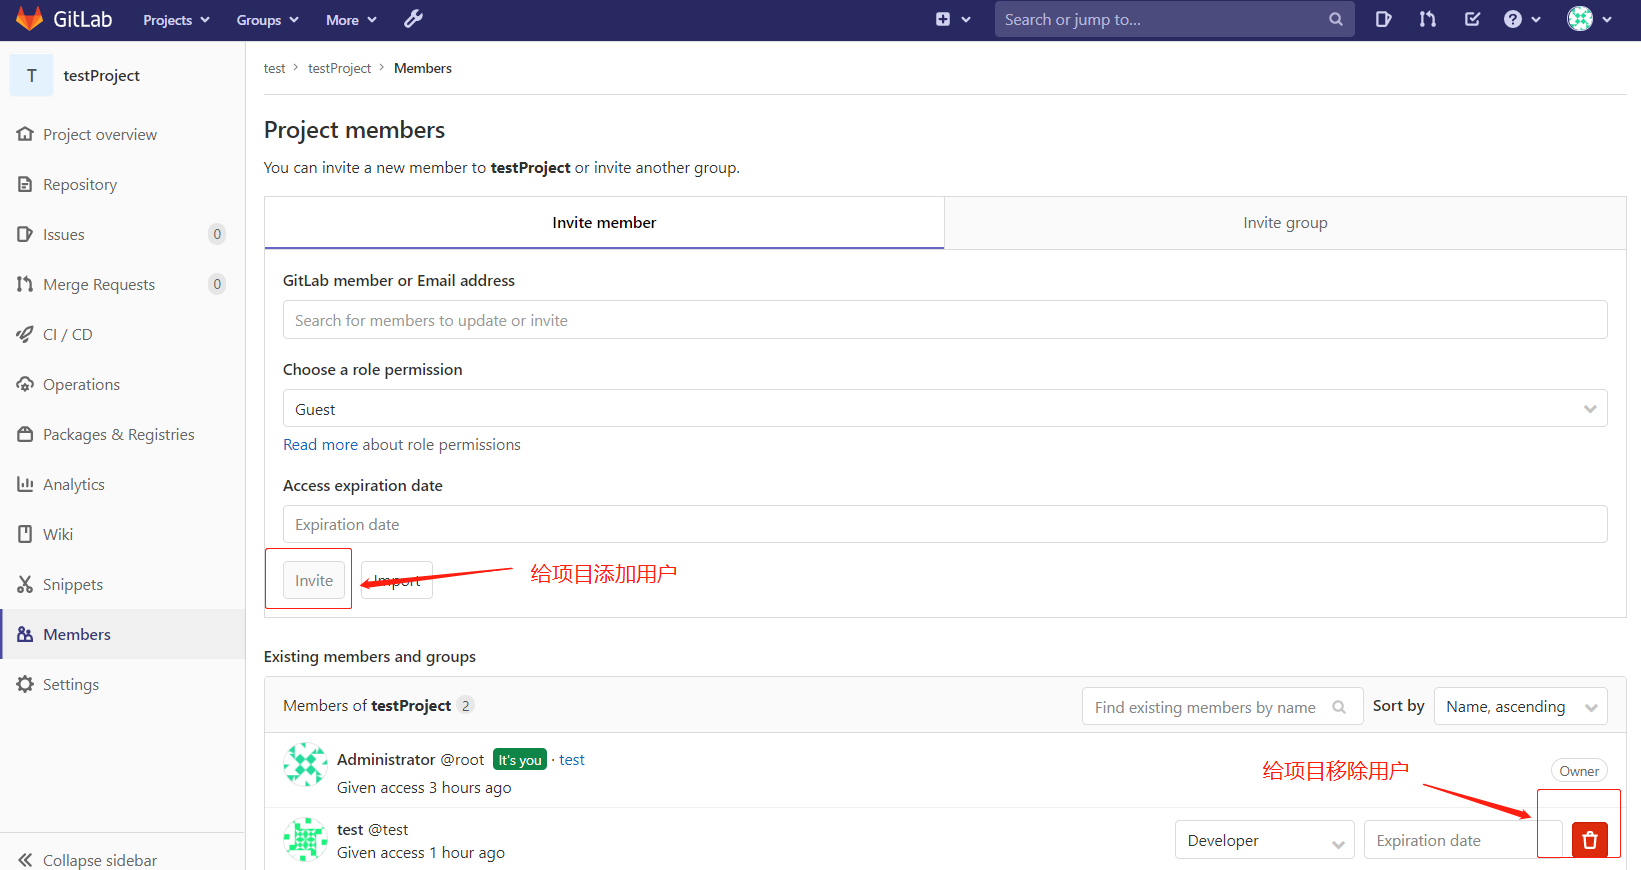 GitLab Projects Groups More Search or jump to...
T testProject
Project overview
Repository
Issues 0
Merge Requests 0
CI / CD
Operations
Packages & Registries
Analytics
Wiki
Snippets
Members
Settings
Collapse sidebar
test > testProject > Members
Project members
You can invite a new member to testProject or invite another group.
Invite member Invite group
GitLab member or Email address
Search for members to update or invite
Choose a role permission
Guest
Read more about role permissions
Access expiration date
Expiration date
Invite Import 给项目添加用户
Existing members and groups
Members of testProject 2 Find existing members by name Sort by Name, ascending
Administrator @root It's you · test
Given access 3 hours ago
给项目移除用户 Owner
test @test
Given access 1 hour ago
Developer Expiration date